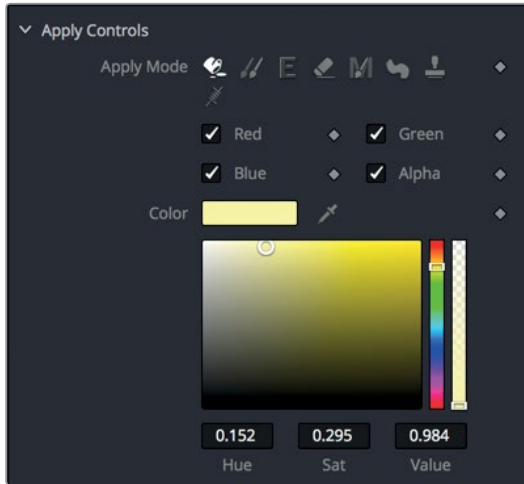 Apply Controls
Apply Mode
Red Green
Blue Alpha
Color
0.152 0.295 0.984
Hue Sat Value